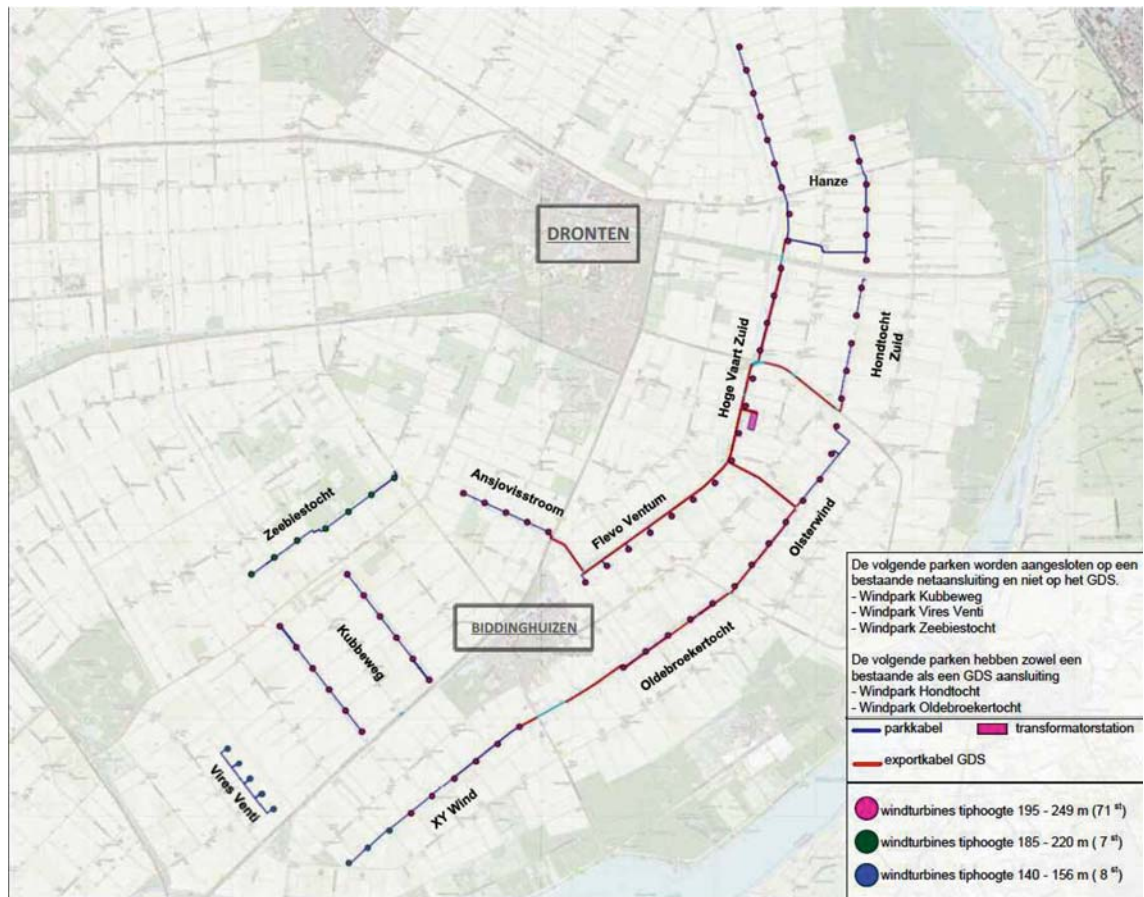 Hanze
DRONTEN
Hondtocht
Zuid
Hoge Vaart Zuid
Ansjovisstroom
Zeebiestocht
Flevo Ventum
Olsterwind
BIDDINGHUIZEN
Kubbeweg
Oldebroekertocht
Vires Venti
XY Wind
De volgende parken worden aangesloten op een
bestaande netaansluiting en niet op het GDS.
- Windpark Kubbeweg
- Windpark Vires Venti
- Windpark Zeebiestocht
De volgende parken hebben zowel een
bestaande als een GDS aansluiting
- Windpark Hondtocht
- Windpark Oldebroekertocht
parkkabel
transformatorstation
exportkabel GDS
windturbines tiphoogte 195 - 249 m (71 st)
windturbines tiphoogte 185 - 220 m ( 7 st)
windturbines tiphoogte 140 - 156 m ( 8 st)